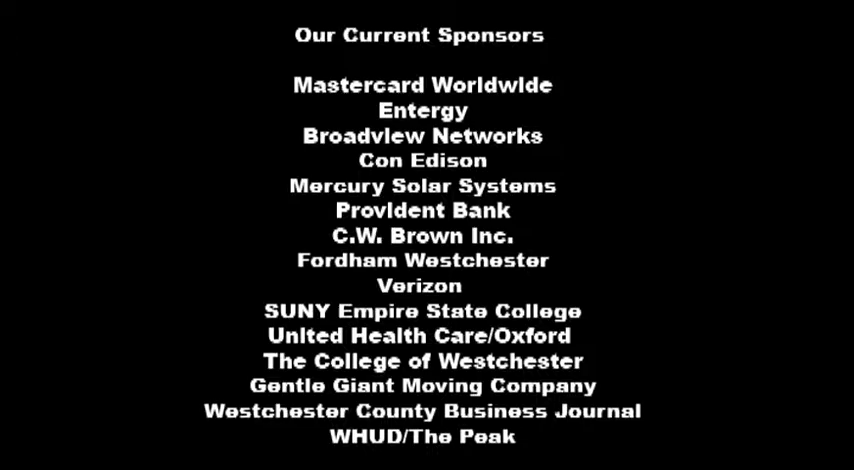 Our Current Sponsors
Mastercard Worldwide
Entergy
Broadview Networks
Con Edison
Mercury Solar Systems
Provident Bank
C.W. Brown Inc.
Fordham Westchester
Verizon
SUNY Empire State College
United Health Care/Oxford
The College of Westchester
Gentle Giant Moving Company
Westchester County Business Journal
WHUD/The Peak